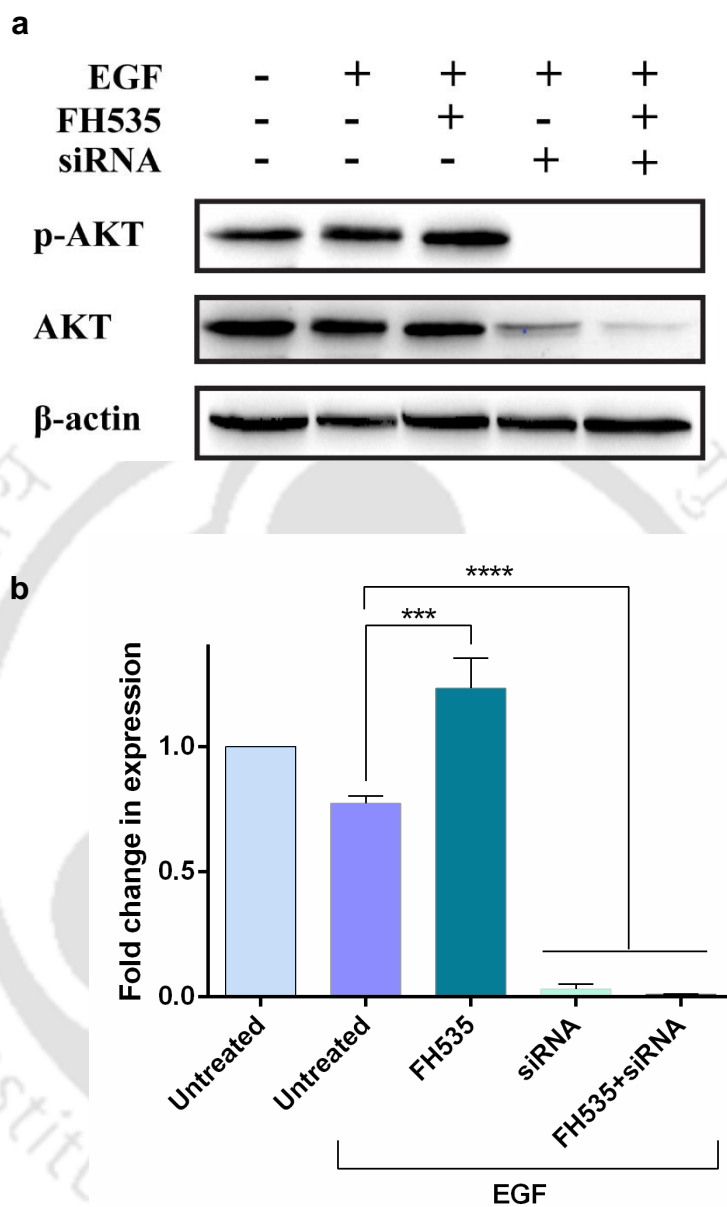 a
EGF - + + + +
FH535 - - + - +
siRNA - - - + +
p-AKT
AKT
β-actin
b
****
***
Fold change in expression
1.0
0.5
0.0
Untreated
Untreated
FH535
siRNA
FH535+siRNA
EGF